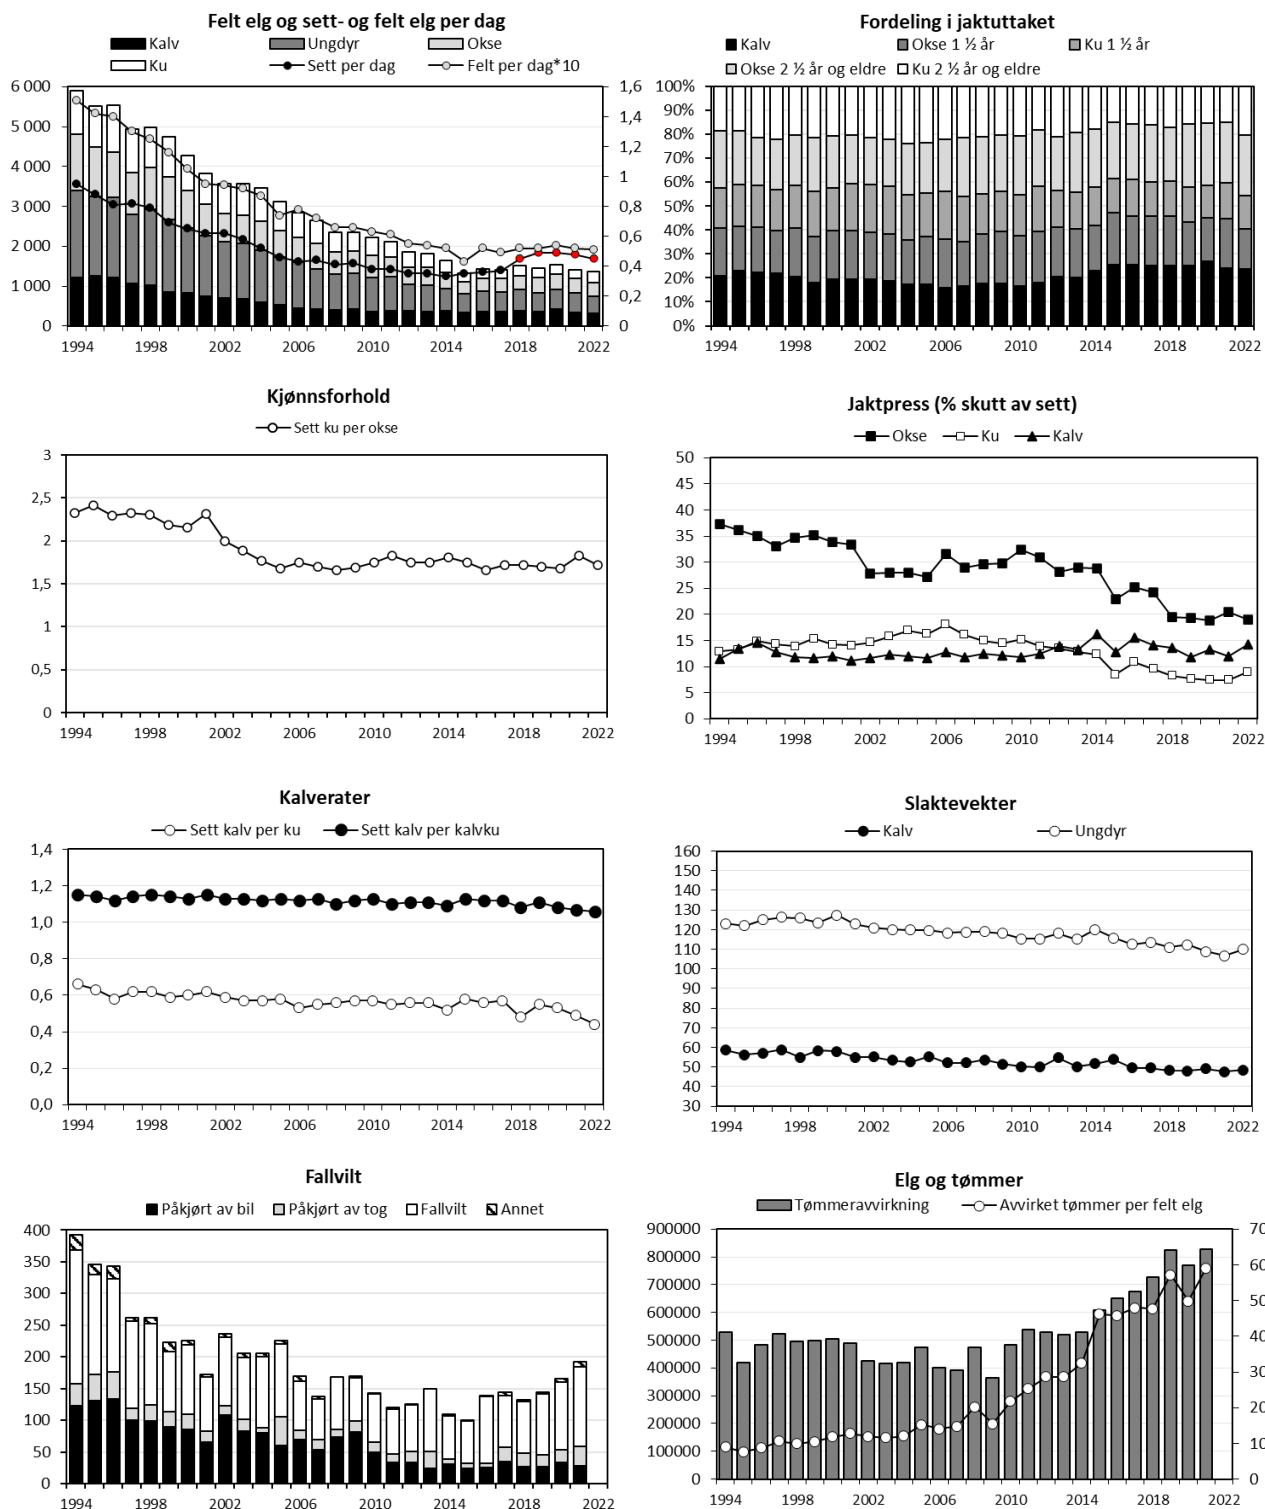 Felt elg og sett- og felt elg per dag
Kalv Ungdyr Okse
Ku Sett per dag Felt per dag*10
6 000 1,6
1,4
5 000
1,2
4 000
1
3 000 0,8
0,6
2 000
0,4
1 000
0,2
0 0
1994 1998 2002 2006 2010 2014 2018 2022
Fordeling i jaktuttaket
Kalv Okse 1 ½ år Ku 1 ½ år
Okse 2 ½ år og eldre Ku 2 ½ år og eldre
100%
90%
80%
70%
60%
50%
40%
30%
20%
10%
0%
1994 1998 2002 2006 2010 2014 2018 2022
Kjønnsforhold
Sett ku per okse
3
2,5
2
1,5
1
0,5
0
1994 1998 2002 2006 2010 2014 2018 2022
Jaktpress (% skutt av sett)
Okse Ku Kalv
50
45
40
35
30
25
20
15
10
5
0
1994 1998 2002 2006 2010 2014 2018 2022
Kalverater
Sett kalv per ku Sett kalv per kalvku
1,4
1,2
1,0
0,8
0,6
0,4
0,2
0,0
1994 1998 2002 2006 2010 2014 2018 2022
Slaktevekter
Kalv Ungdyr
160
150
140
130
120
110
100
90
80
70
60
50
40
30
1994 1998 2002 2006 2010 2014 2018 2022
Fallvilt
Påkjørt av bil Påkjørt av tog Fallvilt Annet
400
350
300
250
200
150
100
50
0
1994 1998 2002 2006 2010 2014 2018 2022
Elg og tømmer
Tømmeravvirkning Avvirket tømmer per felt elg
900000 70
800000
700000 60
600000 50
500000 40
400000
300000 30
200000 20
100000 10
0 0
1994 1998 2002 2006 2010 2014 2018 2022